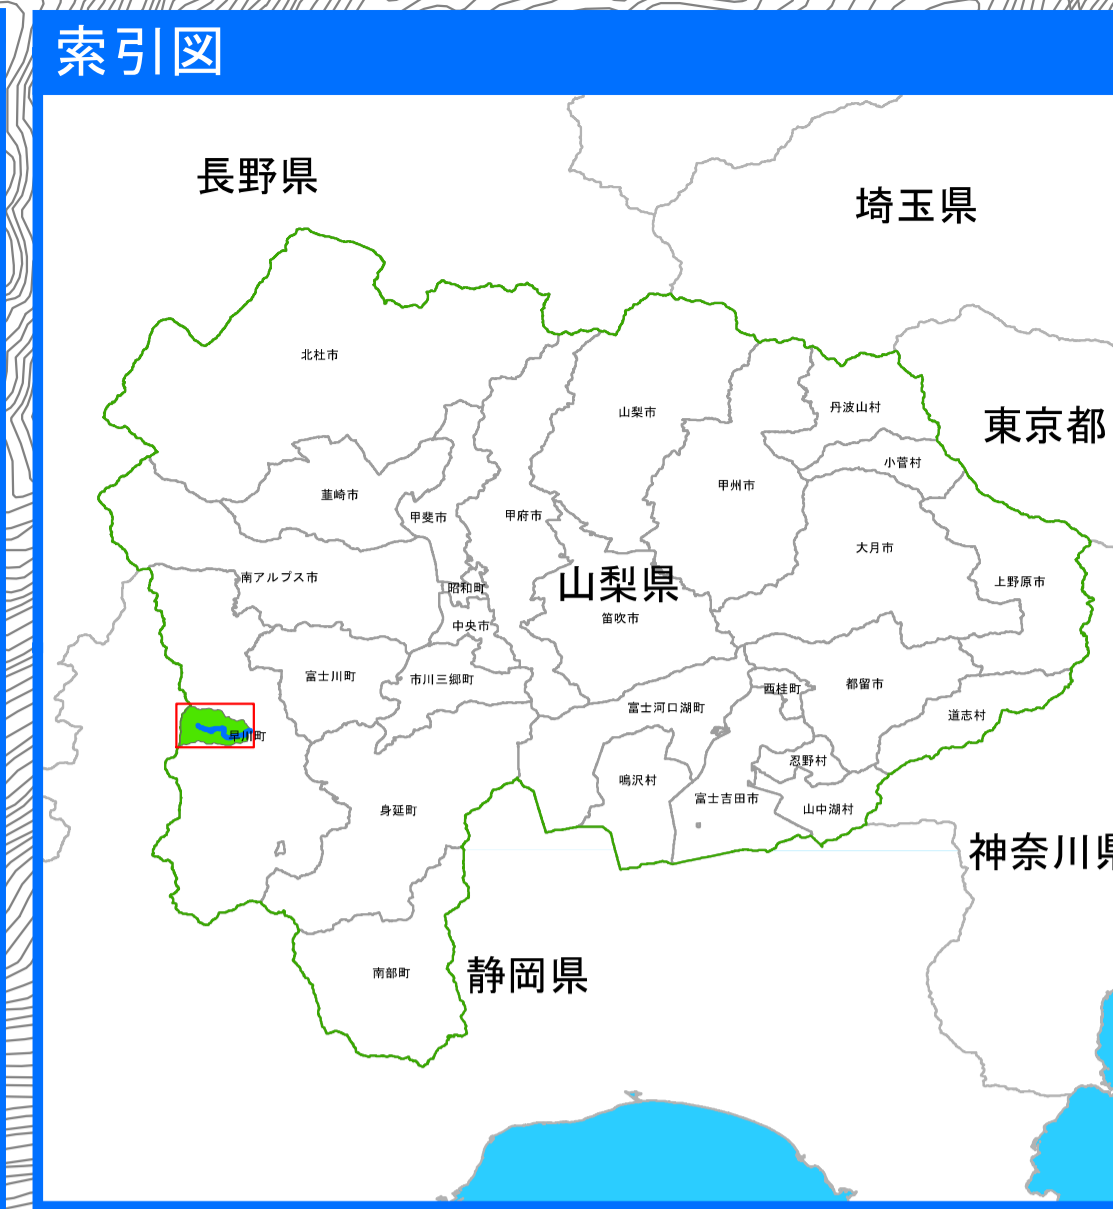 索引図
長野県
埼玉県
北杜市
山梨市
丹波山村
東京都
小菅村
甲州市
韮崎市
甲斐市
甲府市
大月市
南アルプス市
山梨県
上野原市
昭和町
笛吹市
中央市
富士川町
市川三郷町
西桂町
都留市
富士河口湖町
道志村
早川町
忍野村
鳴沢村
富士吉田市
山中湖村
身延町
神奈川県
南部町
静岡県